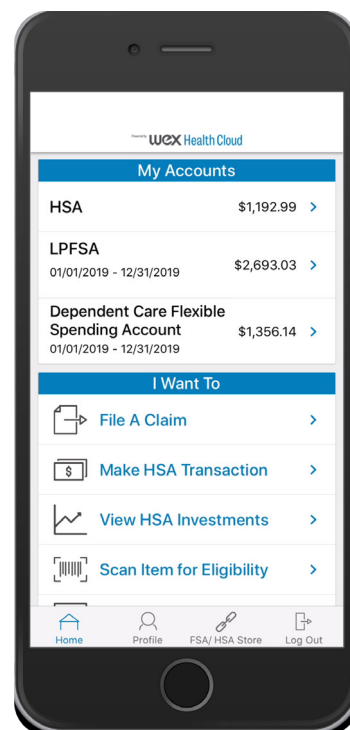 Powered by wex Health Cloud
My Accounts
HSA $1,192.99
LPFSA
01/01/2019 - 12/31/2019 $2,693.03
Dependent Care Flexible
Spending Account $1,356.14
01/01/2019 - 12/31/2019
I Want To
File A Claim
$ Make HSA Transaction
View HSA Investments
Scan Item for Eligibility
Home Profile FSA/ HSA Store Log Out